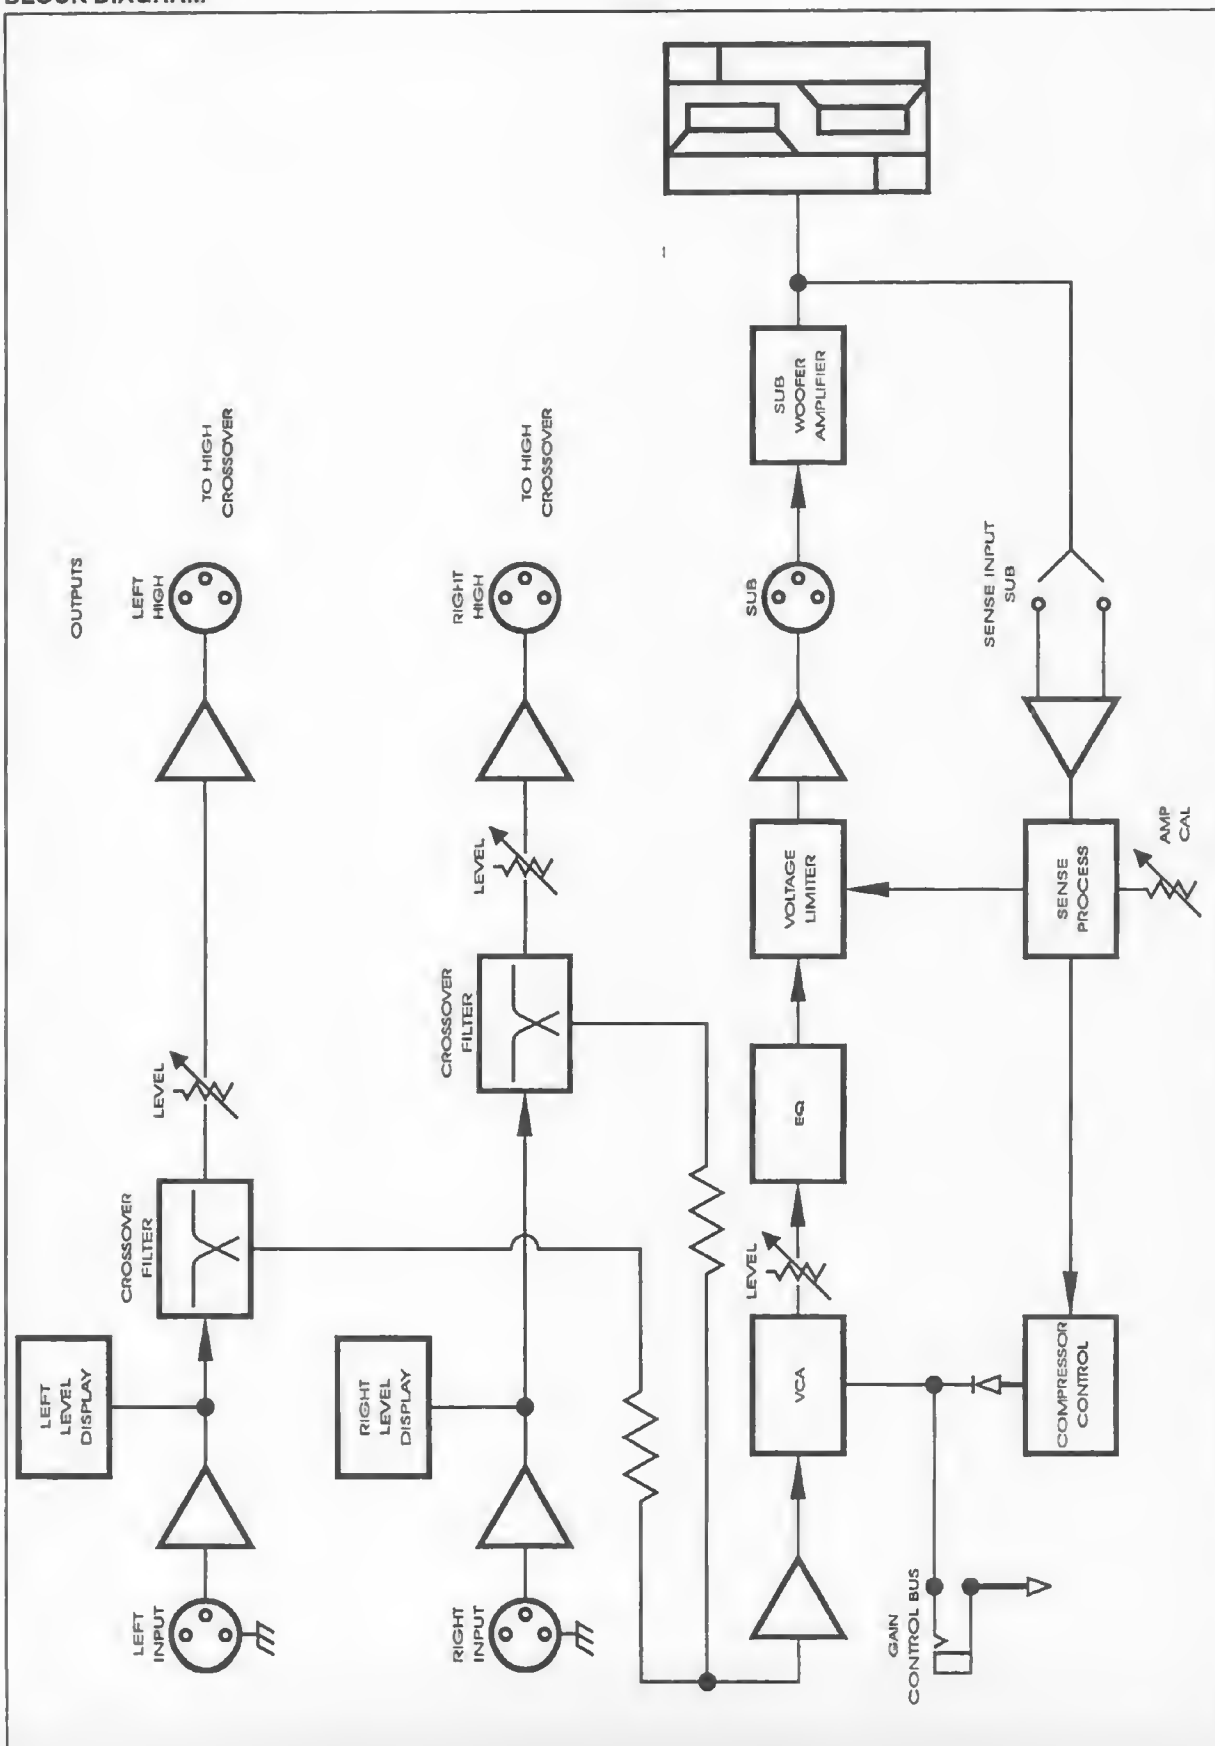 BLOCK DIAGRAM
OUTPUTS
LEFT
INPUT
LEFT
LEVEL
DISPLAY
CROSSOVER
FILTER
LEVEL
LEFT
HIGH
TO HIGH
CROSSOVER
RIGHT
INPUT
RIGHT
LEVEL
DISPLAY
CROSSOVER
FILTER
LEVEL
RIGHT
HIGH
TO HIGH
CROSSOVER
VCA
LEVEL
EQ
VOLTAGE
LIMITER
SUB
SUB
WOOFER
AMPLIFIER
GAIN
CONTROL BUS
COMPRESSOR
CONTROL
SENSE
PROCESS
AMP
CAL
SENSE INPUT
SUB